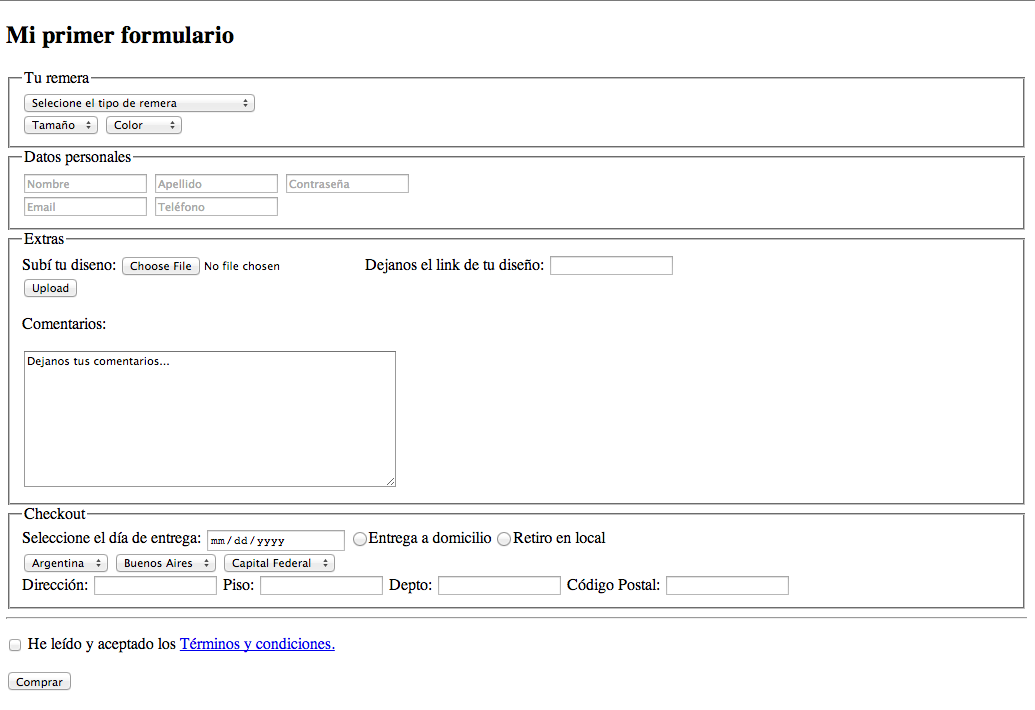 Mi primer formulario
Tu remera
Selecione el tipo de remera
Tamaño Color
Datos personales
Nombre Apellido Contraseña
Email Teléfono
Extras
Subí tu diseno: Choose File No file chosen Dejanos el link de tu diseño:
Upload
Comentarios:
Dejanos tus comentarios...
Checkout
Seleccione el día de entrega: mm/dd/yyyy Entrega a domicilio Retiro en local
Argentina Buenos Aires Capital Federal
Dirección: Piso: Depto: Código Postal:
He leído y aceptado los Términos y condiciones.
Comprar